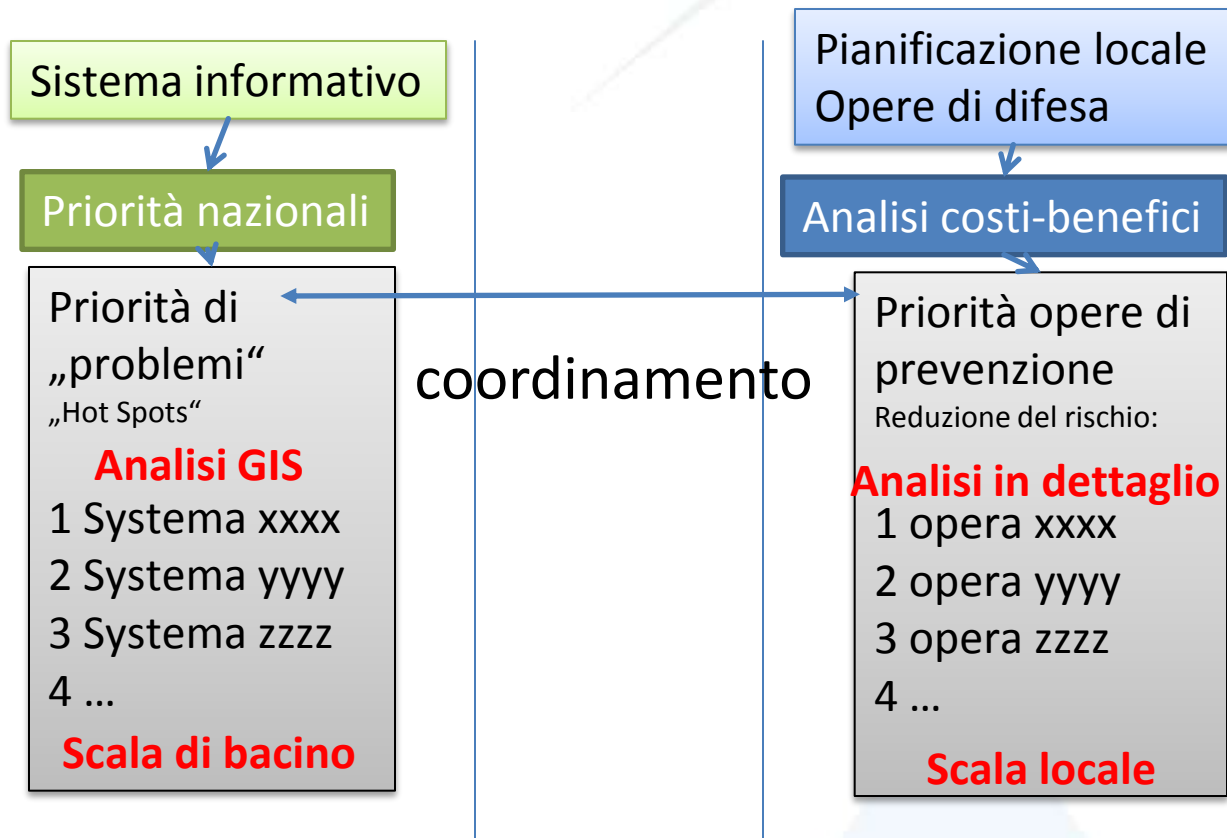 Sistema informativo
Priorità nazionali
Priorità di
„problemi“
„Hot Spots“
Analisi GIS
1 Systema xxxx
2 Systema yyyy
3 Systema zzzz
4 ...
Scala di bacino
coordinamento
Pianificazione locale
Opere di difesa
Analisi costi-benefici
Priorità opere di
prevenzione
Reduzione del rischio:
Analisi in dettaglio
1 opera xxxx
2 opera yyyy
3 opera zzzz
4 ...
Scala locale